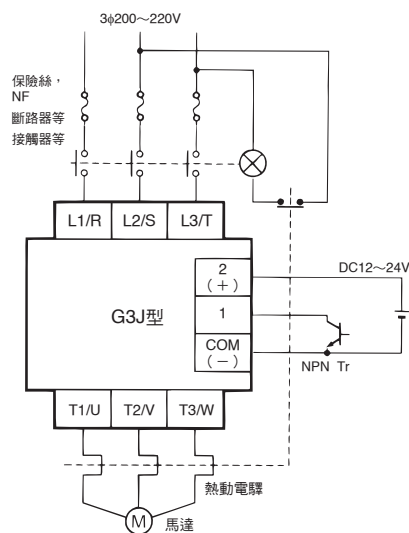 3φ200～220V
保險絲，
NF
斷路器等
接觸器等
L1/R
L2/S
L3/T
G3J型
2
（+）
1
COM
（−）
DC12～24V
NPN Tr
T1/U
T2/V
T3/W
熱動電驛
M
馬達